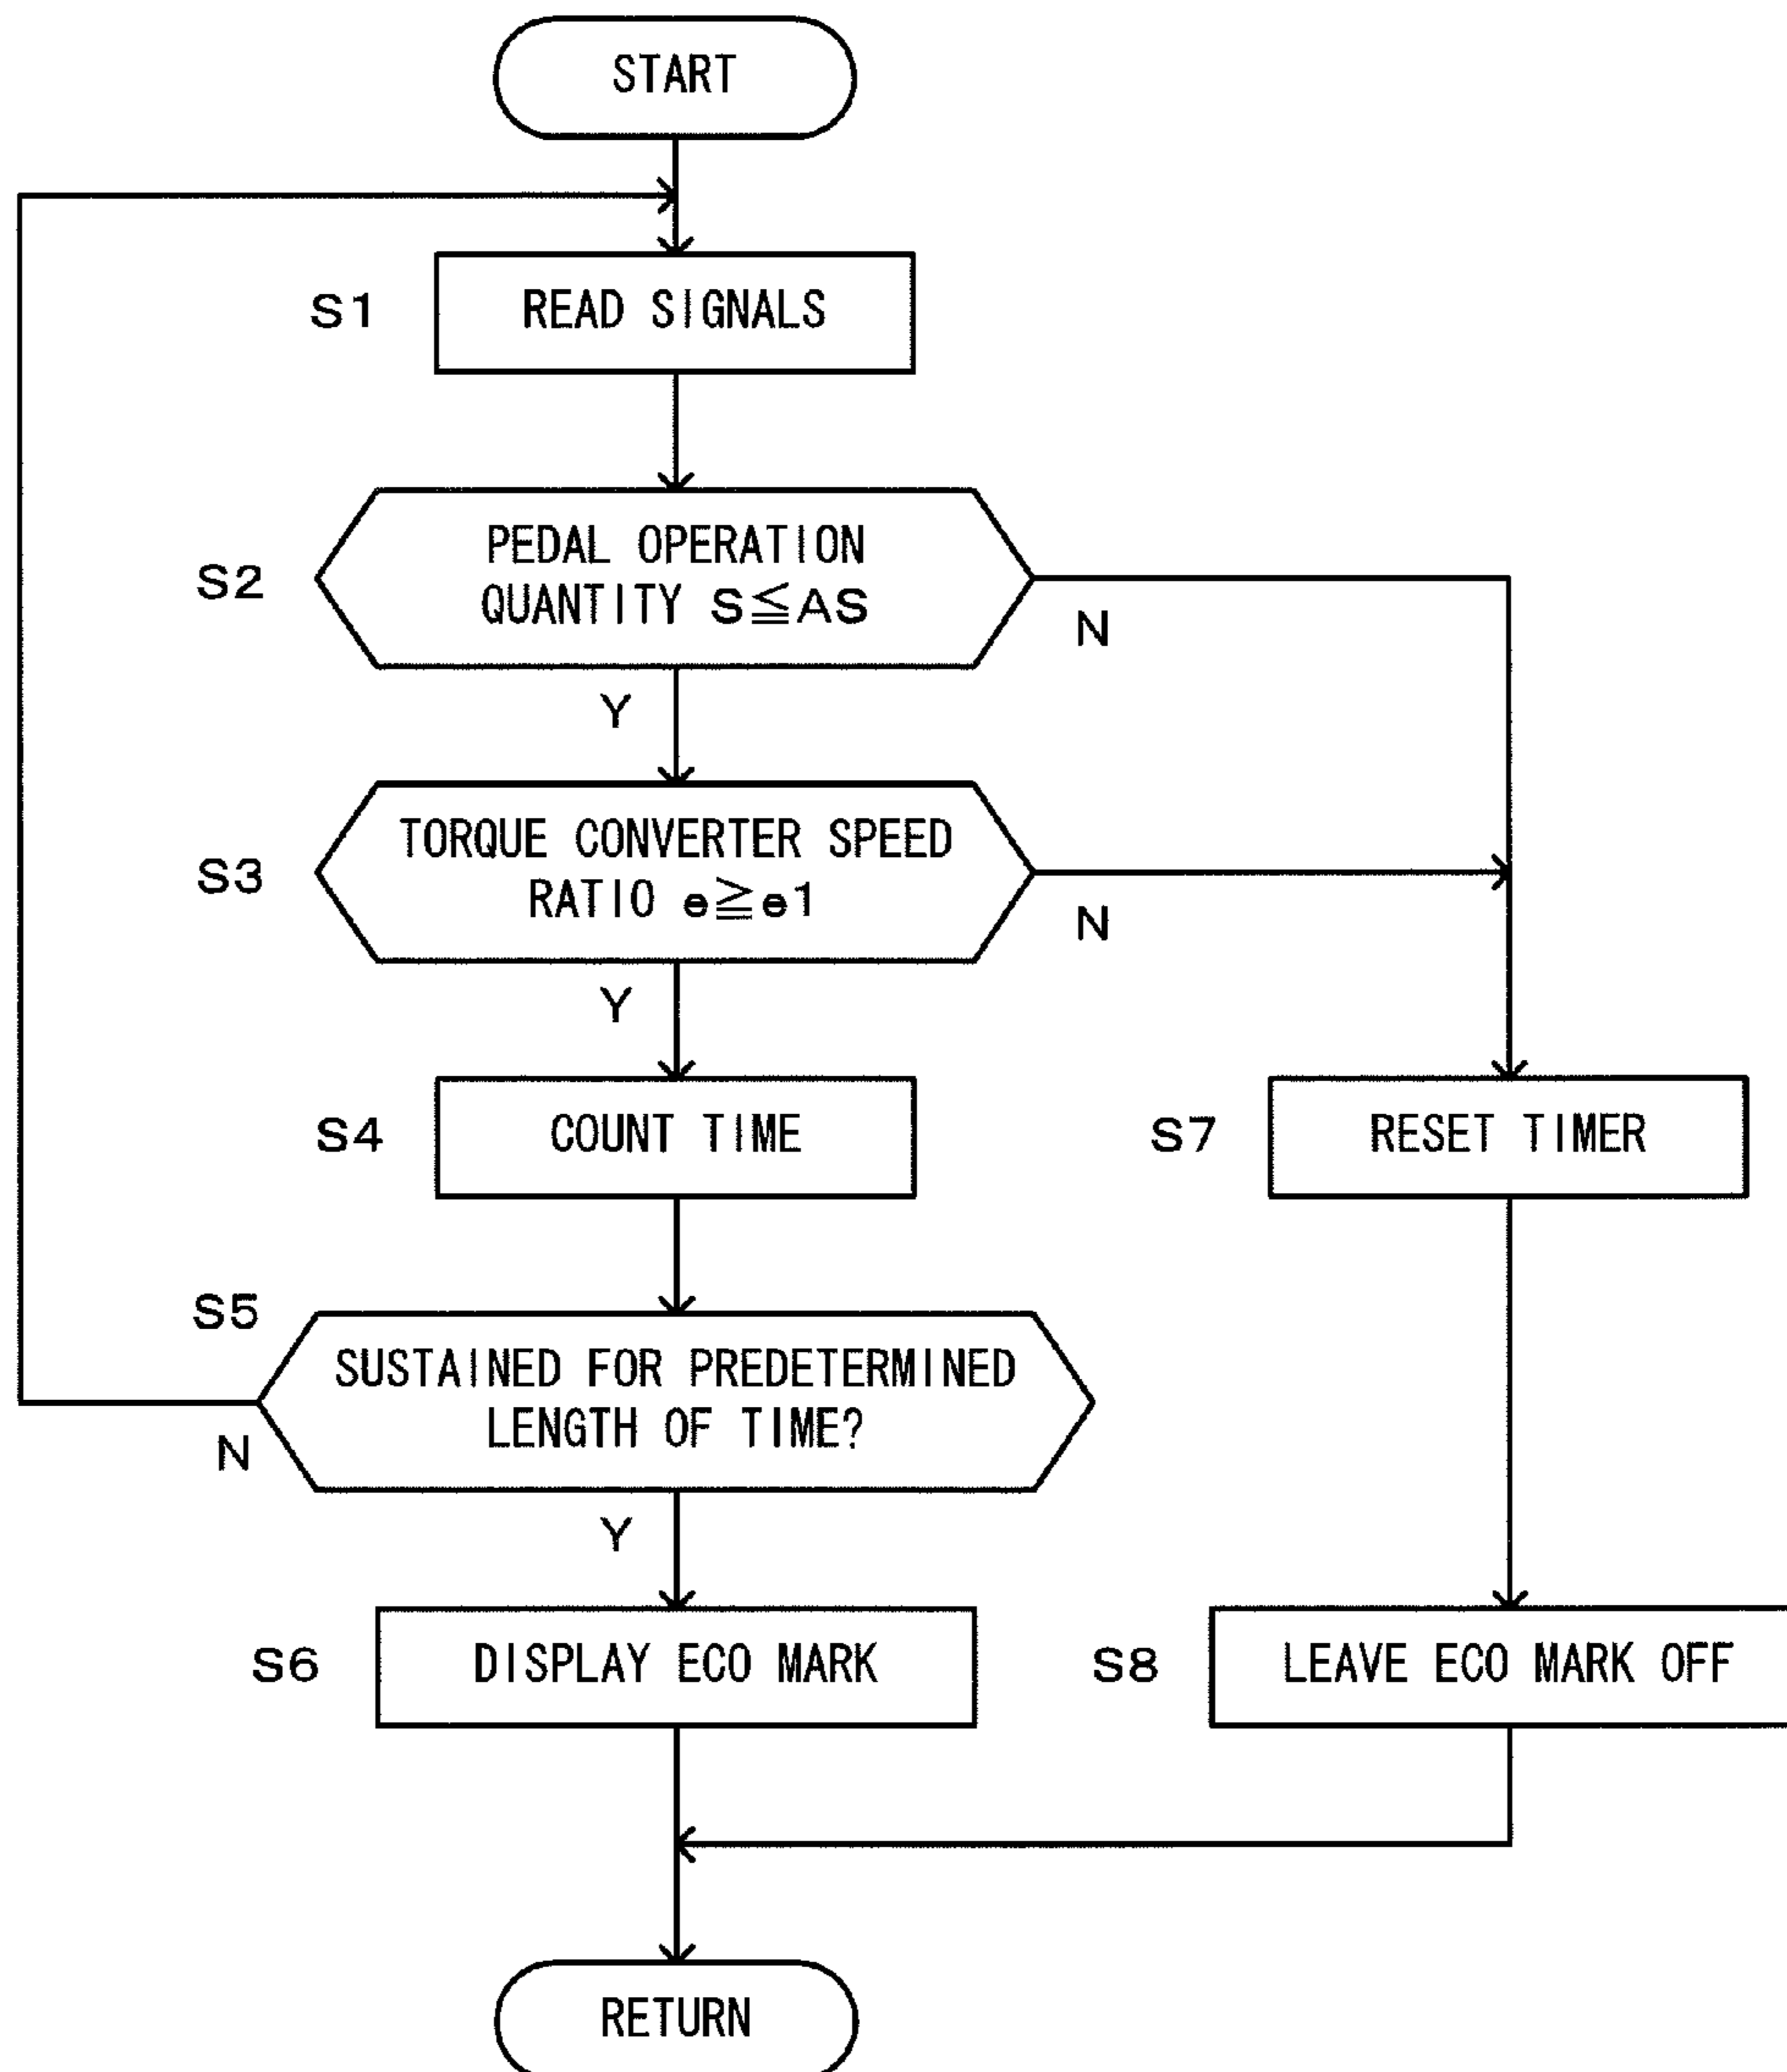 START
S1
READ SIGNALS
S2
PEDAL OPERATION
QUANTITY S≦AS
N
Y
S3
TORQUE CONVERTER SPEED
RATIO e≧e1
N
Y
S4
COUNT TIME
S7
RESET TIMER
S5
SUSTAINED FOR PREDETERMINED
LENGTH OF TIME?
N
Y
S6
DISPLAY ECO MARK
S8
LEAVE ECO MARK OFF
RETURN